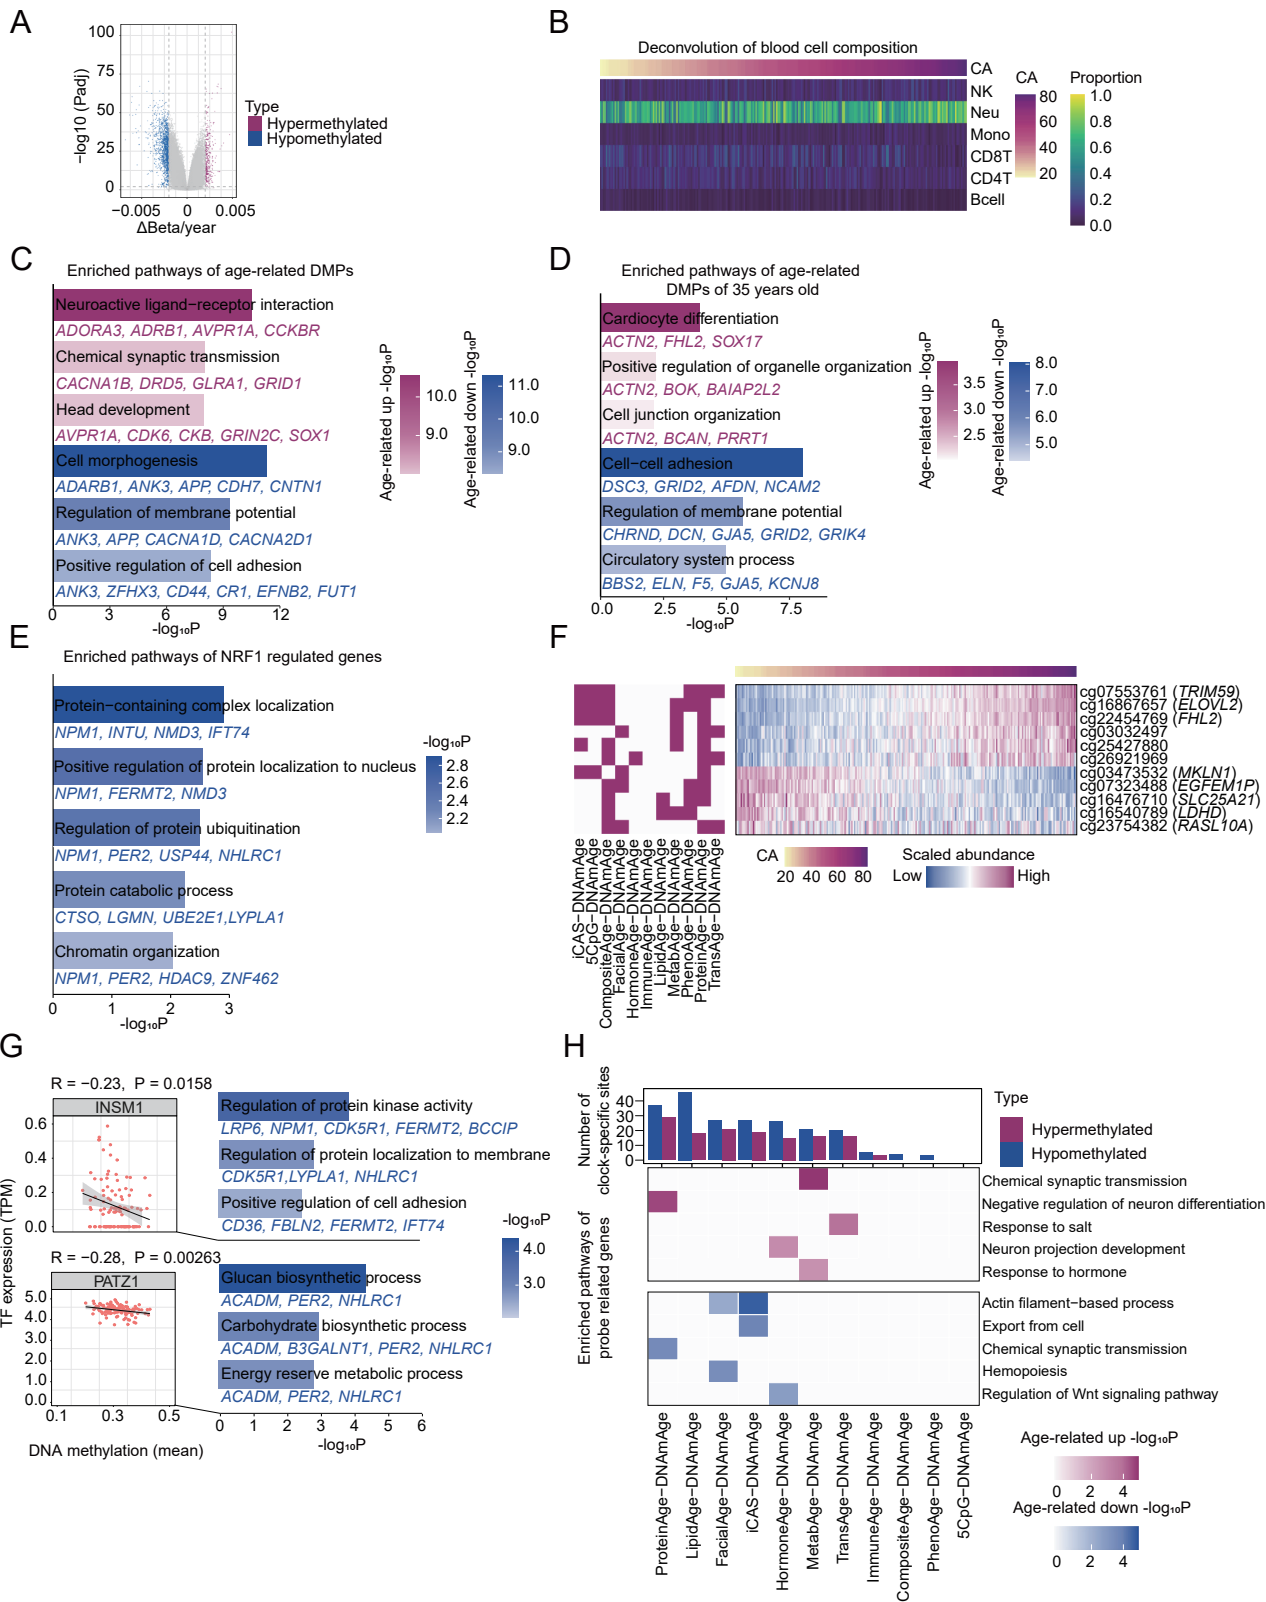 A
100
75
50
25
0
−log10 (Padj)
−0.005 0 0.005
ΔBeta/year
Type
Hypermethylated
Hypomethylated
B
Deconvolution of blood cell composition
CA
NK
Neu
Mono
CD8T
CD4T
Bcell
CA
80
60
40
20
Proportion
1.0
0.8
0.6
0.4
0.2
0.0
C
Enriched pathways of age-related DMPs
Neuroactive ligand−receptor interaction
ADORA3, ADRB1, AVPR1A, CCKBR
Chemical synaptic transmission
CACNA1B, DRD5, GLRA1, GRID1
Head development
AVPR1A, CDK6, CKB, GRIN2C, SOX1
Cell morphogenesis
ADARB1, ANK3, APP, CDH7, CNTN1
Regulation of membrane potential
ANK3, APP, CACNA1D, CACNA2D1
Positive regulation of cell adhesion
ANK3, ZFHX3, CD44, CR1, EFNB2, FUT1
0 3 6 9 12
-log₁₀P
Age-related up -log₁₀P
10.0
9.0
Age-related down -log₁₀P
11.0
10.0
9.0
D
Enriched pathways of age-related
DMPs of 35 years old
Cardiocyte differentiation
ACTN2, FHL2, SOX17
Positive regulation of organelle organization
ACTN2, BOK, BAIAP2L2
Cell junction organization
ACTN2, BCAN, PRRT1
Cell−cell adhesion
DSC3, GRID2, AFDN, NCAM2
Regulation of membrane potential
CHRND, DCN, GJA5, GRID2, GRIK4
Circulatory system process
BBS2, ELN, F5, GJA5, KCNJ8
0.0 2.5 5.0 7.5
-log₁₀P
Age-related up -log₁₀P
3.5
3.0
2.5
Age-related down -log₁₀P
8.0
7.0
6.0
5.0
E
Enriched pathways of NRF1 regulated genes
Protein−containing complex localization
NPM1, INTU, NMD3, IFT74
Positive regulation of protein localization to nucleus
NPM1, FERMT2, NMD3
Regulation of protein ubiquitination
NPM1, PER2, USP44, NHLRC1
Protein catabolic process
CTSO, LGMN, UBE2E1,LYPLA1
Chromatin organization
NPM1, PER2, HDAC9, ZNF462
0 1 2 3
-log₁₀P
-log₁₀P
2.8
2.6
2.4
2.2
F
cg07553761 (TRIM59)
cg16867657 (ELOVL2)
cg22454769 (FHL2)
cg03032497
cg25427880
cg26921969
cg03473532 (MKLN1)
cg07323488 (EGFEM1P)
cg16476710 (SLC25A21)
cg16540789 (LDHD)
cg23754382 (RASL10A)
iCAS−DNAmAge
5CpG−DNAmAge
CompositeAge−DNAmAge
FacialAge−DNAmAge
HormoneAge−DNAmAge
ImmuneAge−DNAmAge
LipidAge−DNAmAge
MetabAge−DNAmAge
PhenoAge−DNAmAge
ProteinAge−DNAmAge
TransAge−DNAmAge
CA
20 40 60 80
Scaled abundance
Low High
G
R = −0.23, P = 0.0158
INSM1
0.6
0.4
0.2
0.0
Regulation of protein kinase activity
LRP6, NPM1, CDK5R1, FERMT2, BCCIP
Regulation of protein localization to membrane
CDK5R1,LYPLA1, NHLRC1
Positive regulation of cell adhesion
CD36, FBLN2, FERMT2, IFT74
R = −0.28, P = 0.00263
PATZ1
5.0
4.0
3.0
2.0
1.0
0.0
0.1 0.3 0.5
TF expression (TPM)
DNA methylation (mean)
Glucan biosynthetic process
ACADM, PER2, NHLRC1
Carbohydrate biosynthetic process
ACADM, B3GALNT1, PER2, NHLRC1
Energy reserve metabolic process
ACADM, PER2, NHLRC1
0 1 2 3 4 5 6
-log₁₀P
-log₁₀P
4.0
3.0
H
Number of
clock-specific sites
40
30
20
10
0
Type
Hypermethylated
Hypomethylated
Enriched pathways of
probe related genes
Chemical synaptic transmission
Negative regulation of neuron differentiation
Response to salt
Neuron projection development
Response to hormone
Actin filament−based process
Export from cell
Chemical synaptic transmission
Hemopoiesis
Regulation of Wnt signaling pathway
ProteinAge−DNAmAge
LipidAge−DNAmAge
FacialAge−DNAmAge
iCAS−DNAmAge
HormoneAge−DNAmAge
MetabAge−DNAmAge
TransAge−DNAmAge
ImmuneAge−DNAmAge
CompositeAge−DNAmAge
PhenoAge−DNAmAge
5CpG−DNAmAge
Age-related up -log₁₀P
0 2 4
Age-related down -log₁₀P
0 2 4